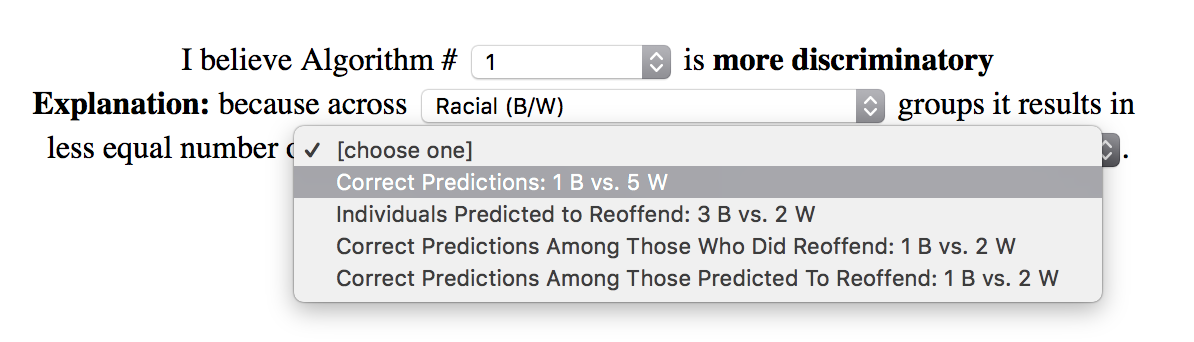 I believe Algorithm # 1 is more discriminatory
Explanation: because across Racial (B/W) groups it results in
less equal number .
✓ [choose one]
Correct Predictions: 1 B vs. 5 W
Individuals Predicted to Reoffend: 3 B vs. 2 W
Correct Predictions Among Those Who Did Reoffend: 1 B vs. 2 W
Correct Predictions Among Those Predicted To Reoffend: 1 B vs. 2 W